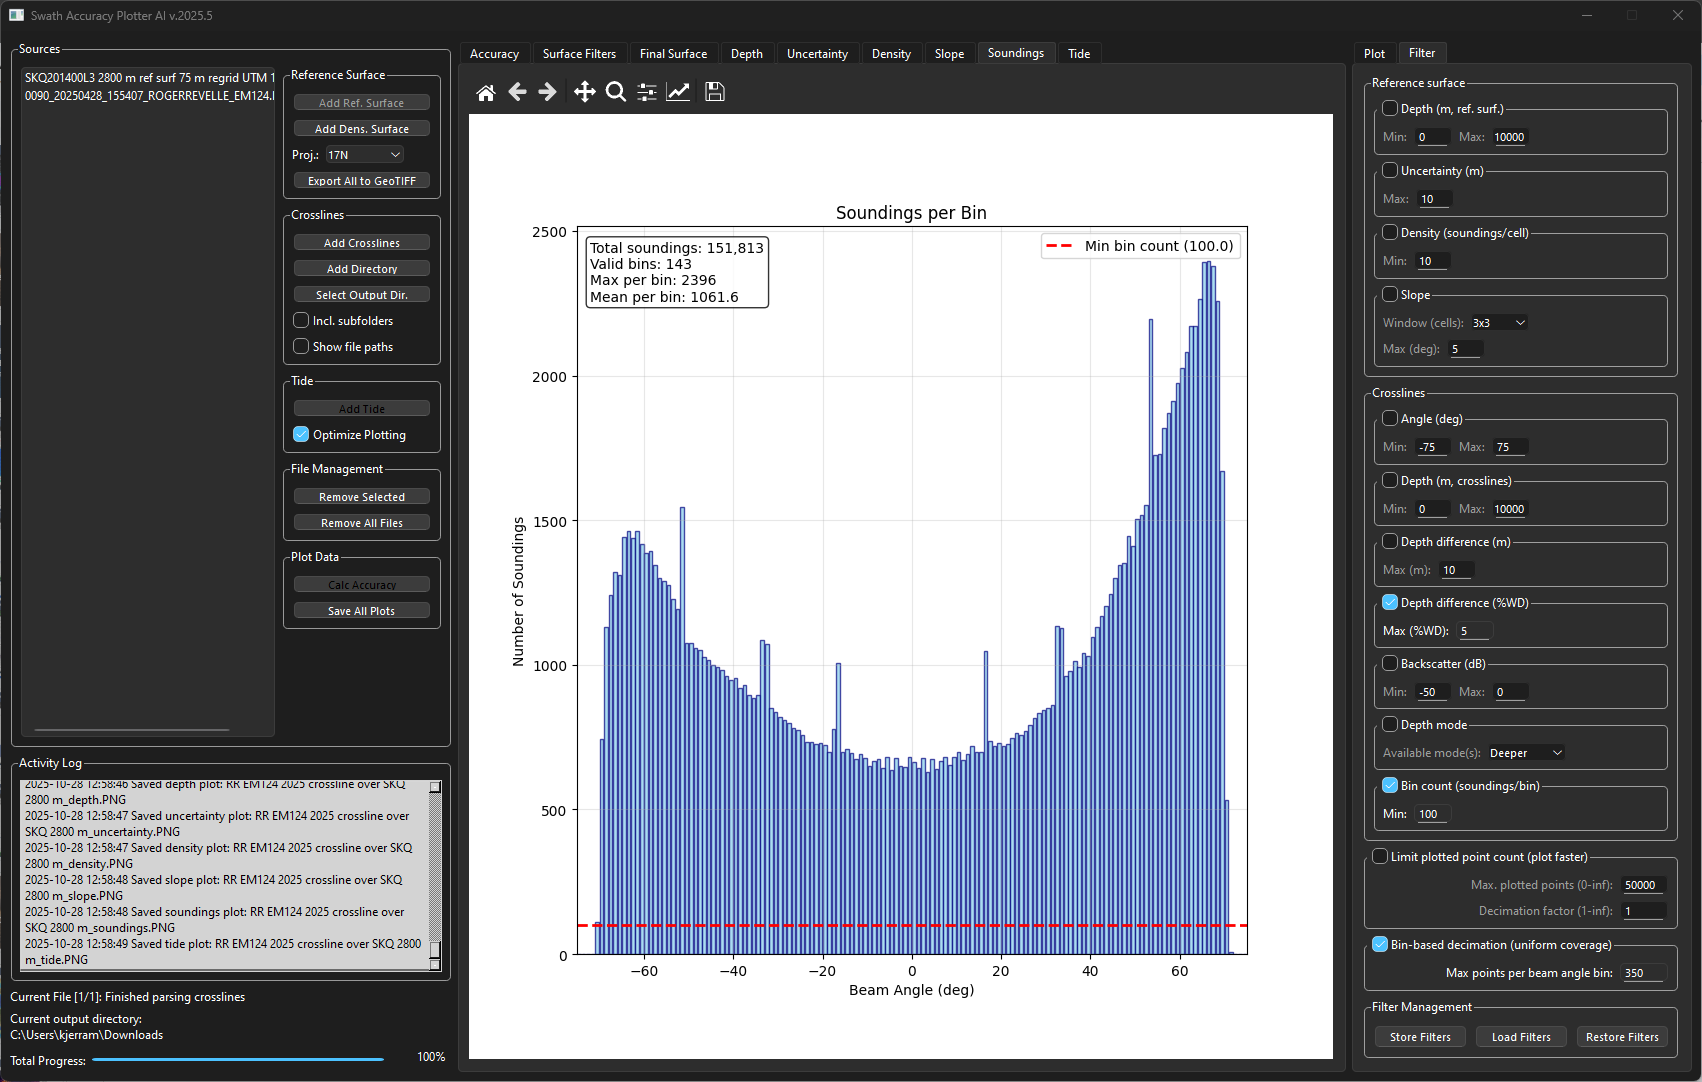 Swath Accuracy Plotter AI v.2025.5
Sources
SKQ201400L3 2800 m ref surf 75 m regrid UTM 1
0090_20250428_155407_ROGERREVELLE_EM124.
Reference Surface
Add Ref. Surface
Add Dens. Surface
Proj.: 17N
Export All to GeoTIFF
Crosslines
Add Crosslines
Add Directory
Select Output Dir.
Incl. subfolders
Show file paths
Tide
Add Tide
Optimize Plotting
File Management
Remove Selected
Remove All Files
Plot Data
Calc Accuracy
Save All Plots
Activity Log
2025-10-28 12:58:46 Saved depth plot: RR EM124 2025 crossline over SKQ
2800 m_depth.PNG
2025-10-28 12:58:47 Saved uncertainty plot: RR EM124 2025 crossline over
SKQ 2800 m_uncertainty.PNG
2025-10-28 12:58:47 Saved density plot: RR EM124 2025 crossline over SKQ
2800 m_density.PNG
2025-10-28 12:58:48 Saved slope plot: RR EM124 2025 crossline over SKQ
2800 m_slope.PNG
2025-10-28 12:58:48 Saved soundings plot: RR EM124 2025 crossline over
SKQ 2800 m_soundings.PNG
2025-10-28 12:58:49 Saved tide plot: RR EM124 2025 crossline over SKQ 2800
m_tide.PNG
Current File [1/1]: Finished parsing crosslines
Current output directory:
C:\Users\kjerram\Downloads
Total Progress: 100%
Accuracy Surface Filters Final Surface Depth Uncertainty Density Slope Soundings Tide
Soundings per Bin
Total soundings: 151,813
Valid bins: 143
Max per bin: 2396
Mean per bin: 1061.6
Min bin count (100.0)
Number of Soundings
2500
2000
1500
1000
500
0
−60 −40 −20 0 20 40 60
Beam Angle (deg)
Plot Filter
Reference surface
Depth (m, ref. surf.)
Min: 0 Max: 10000
Uncertainty (m)
Max: 10
Density (soundings/cell)
Min: 10
Slope
Window (cells): 3x3
Max (deg): 5
Crosslines
Angle (deg)
Min: -75 Max: 75
Depth (m, crosslines)
Min: 0 Max: 10000
Depth difference (m)
Max (m): 10
Depth difference (%WD)
Max (%WD): 5
Backscatter (dB)
Min: -50 Max: 0
Depth mode
Available mode(s): Deeper
Bin count (soundings/bin)
Min: 100
Limit plotted point count (plot faster)
Max. plotted points (0-inf): 50000
Decimation factor (1-inf): 1
Bin-based decimation (uniform coverage)
Max points per beam angle bin: 350
Filter Management
Store Filters Load Filters Restore Filters